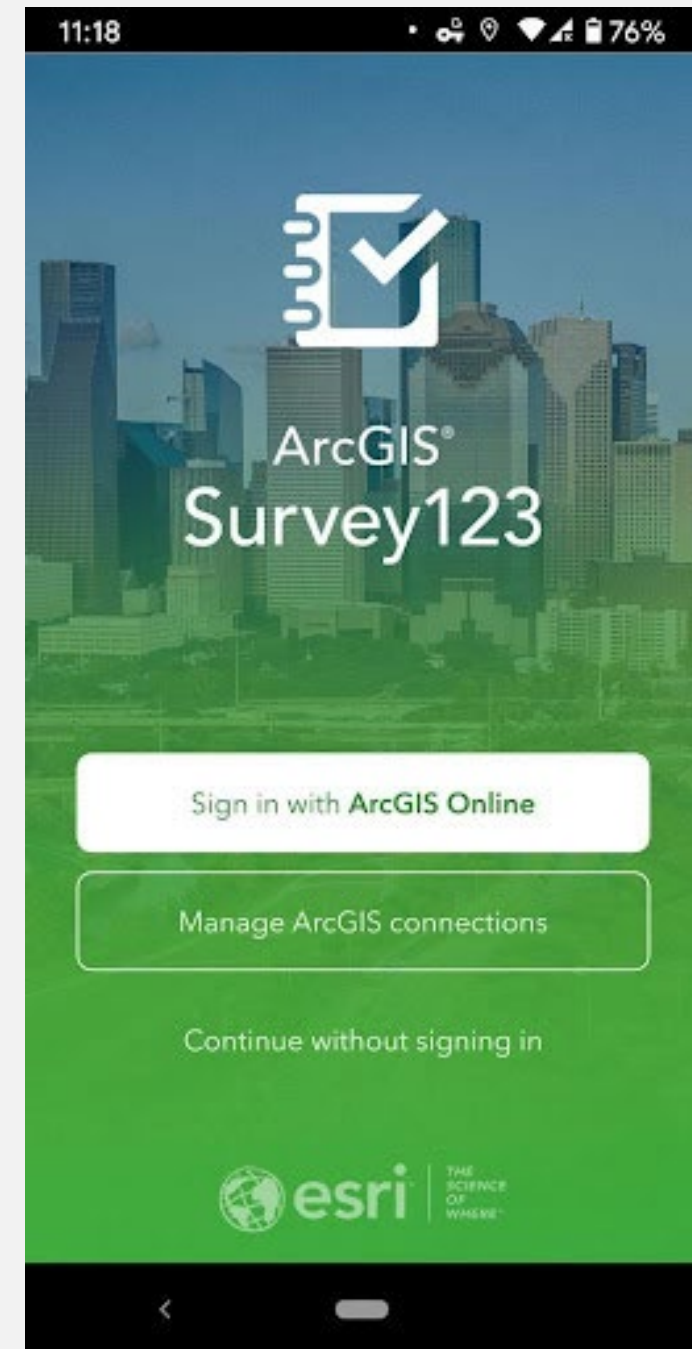 11:18
76%
ArcGIS®
Survey123
Sign in with ArcGIS Online
Manage ArcGIS connections
Continue without signing in
esri
THE
SCIENCE
OF
WHERE™